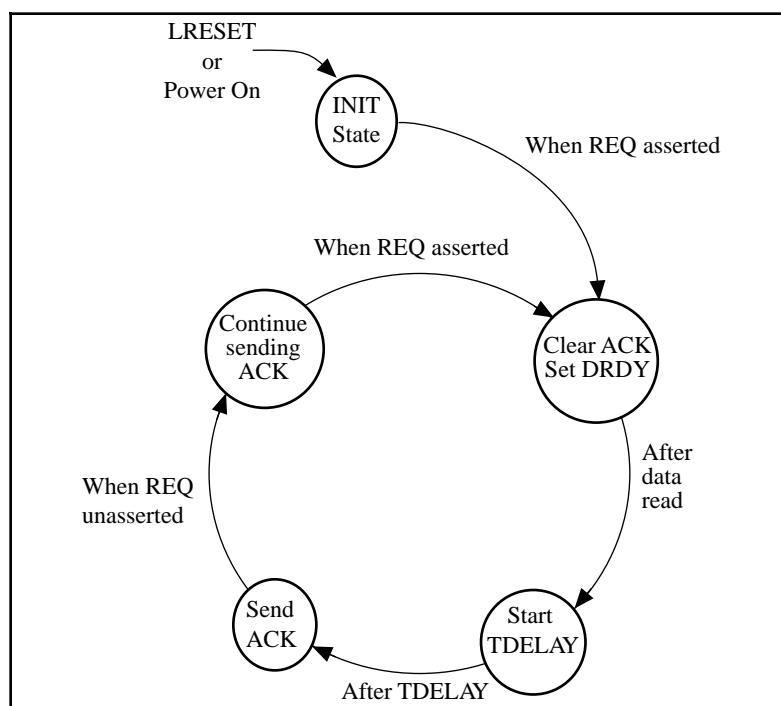 LRESET
or
Power On
INIT
State
When REQ asserted
When REQ asserted
Continue
sending
ACK
Clear ACK
Set DRDY
After
data
read
When REQ
unasserted
Send
ACK
Start
TDELAY
After TDELAY